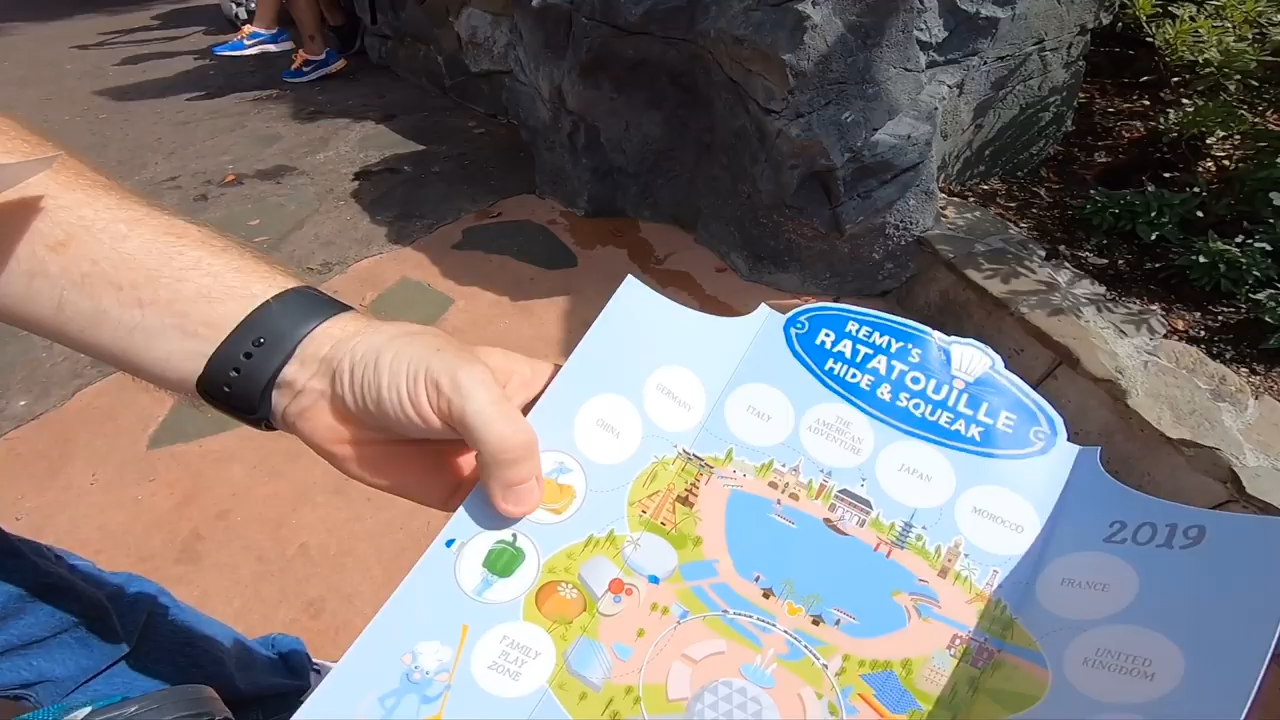 REMY'S
RATATOUILLE
HIDE & SQUEAK
2019
GERMANY
CHINA
ITALY
THE
AMERICAN
ADVENTURE
JAPAN
MOROCCO
FRANCE
UNITED
KINGDOM
FAMILY
PLAY
ZONE